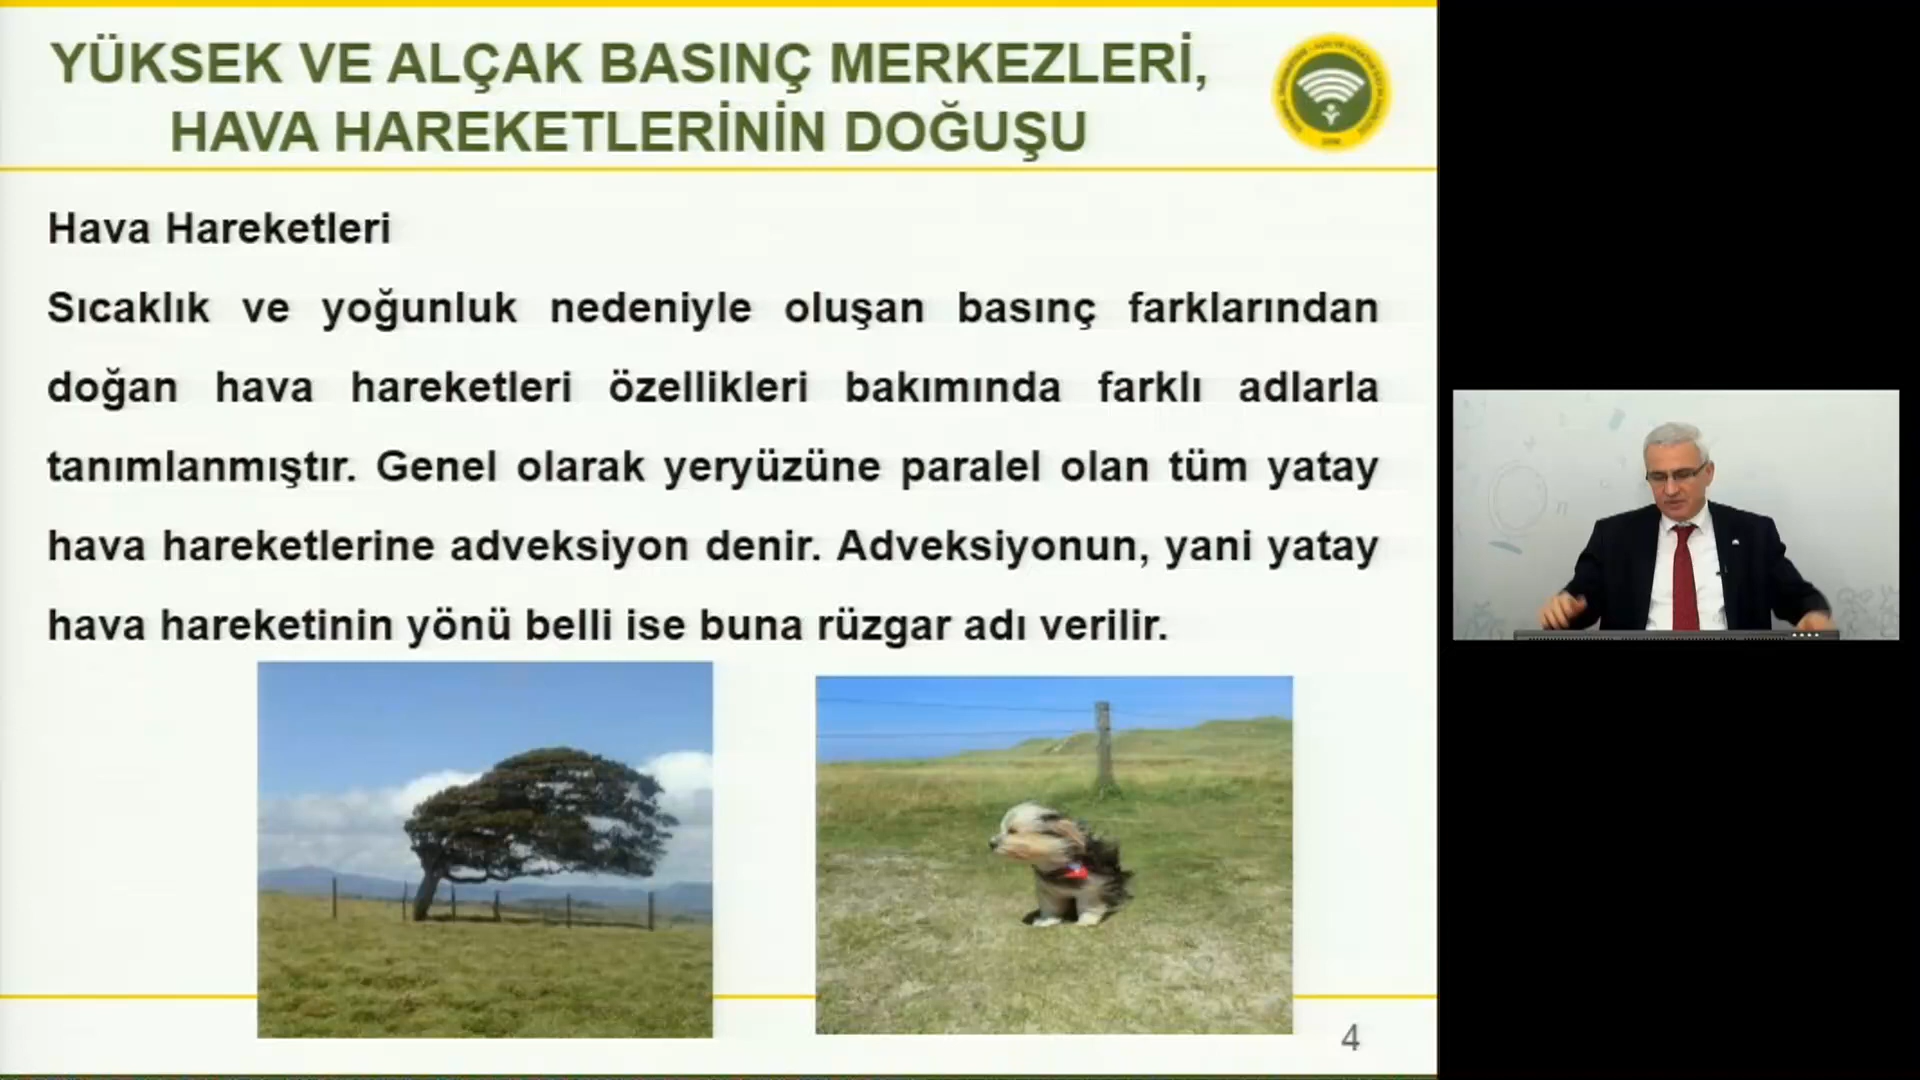 YÜKSEK VE ALÇAK BASINÇ MERKEZLERİ,
HAVA HAREKETLERİNİN DOĞUŞU
Hava Hareketleri
Sıcaklık ve yoğunluk nedeniyle oluşan basınç farklarından
doğan hava hareketleri özellikleri bakımında farklı adlarla
tanımlanmıştır. Genel olarak yeryüzüne paralel olan tüm yatay
hava hareketlerine adveksiyon denir. Adveksiyonun, yani yatay
hava hareketinin yönü belli ise buna rüzgar adı verilir.
4